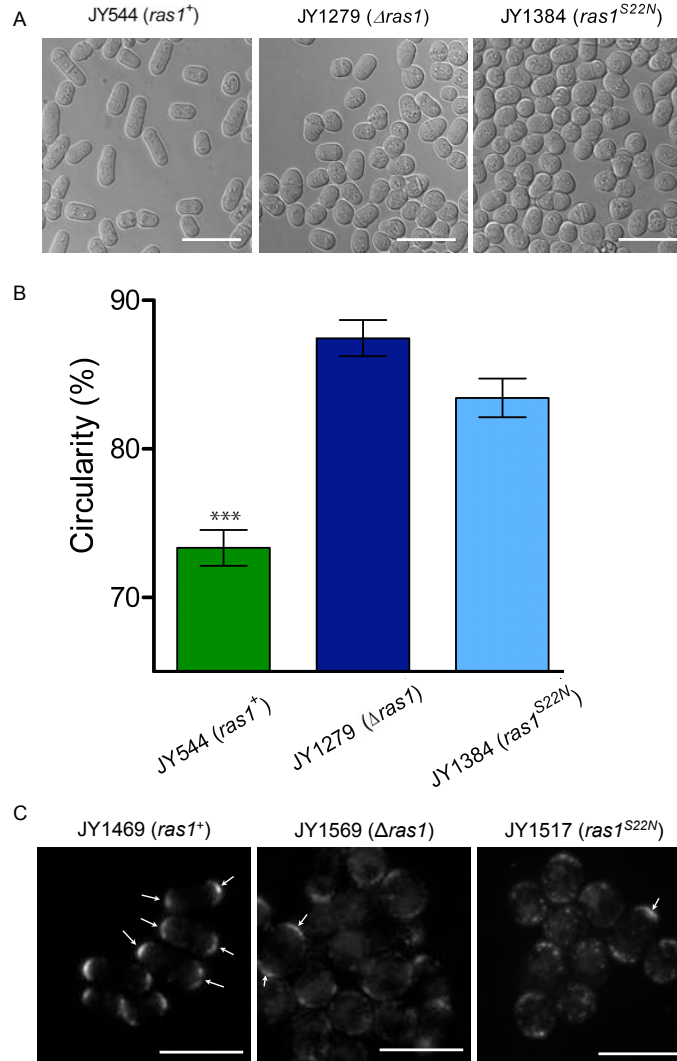 A
JY544 (ras1⁺)
JY1279 (Δras1)
JY1384 (ras1ˢ²²ᴺ)
B
90
80
70
Circularity (%)
***
JY544 (ras1⁺)
JY1279 (Δras1)
JY1384 (ras1ˢ²²ᴺ)
C
JY1469 (ras1⁺)
JY1569 (Δras1)
JY1517 (ras1ˢ²²ᴺ)